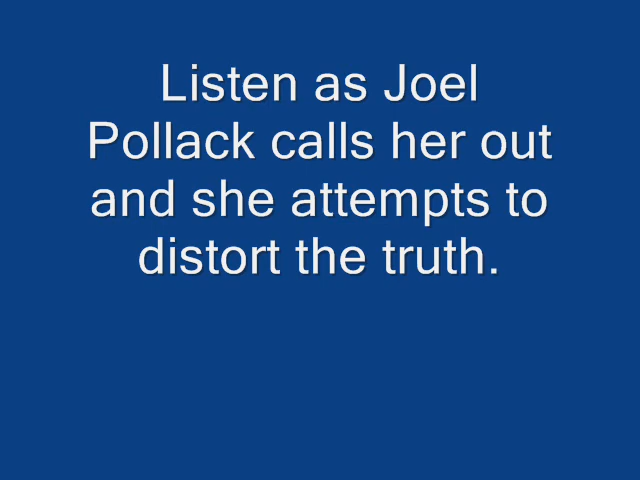 Listen as Joel
Pollack calls her out
and she attempts to
distort the truth.